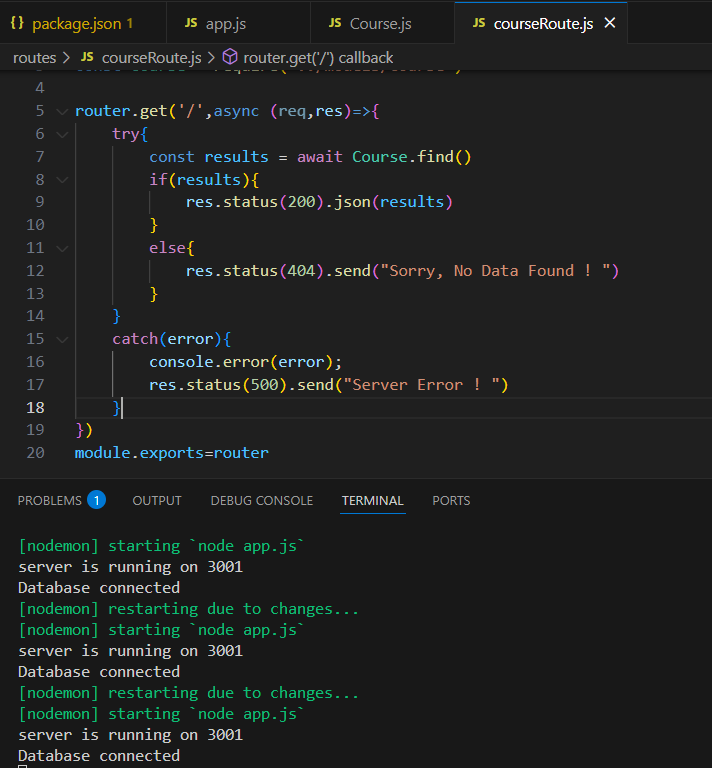 {} package.json 1 JS app.js JS Course.js JS courseRoute.js ×
routes > JS courseRoute.js > router.get('/') callback
4
5 router.get('/',async (req,res)=>{
6 try{
7 const results = await Course.find()
8 if(results){
9 res.status(200).json(results)
10 }
11 else{
12 res.status(404).send("Sorry, No Data Found ! ")
13 }
14 }
15 catch(error){
16 console.error(error);
17 res.status(500).send("Server Error ! ")
18 }
19 })
20 module.exports=router
PROBLEMS 1 OUTPUT DEBUG CONSOLE TERMINAL PORTS
[nodemon] starting `node app.js`
server is running on 3001
Database connected
[nodemon] restarting due to changes...
[nodemon] starting `node app.js`
server is running on 3001
Database connected
[nodemon] restarting due to changes...
[nodemon] starting `node app.js`
server is running on 3001
Database connected